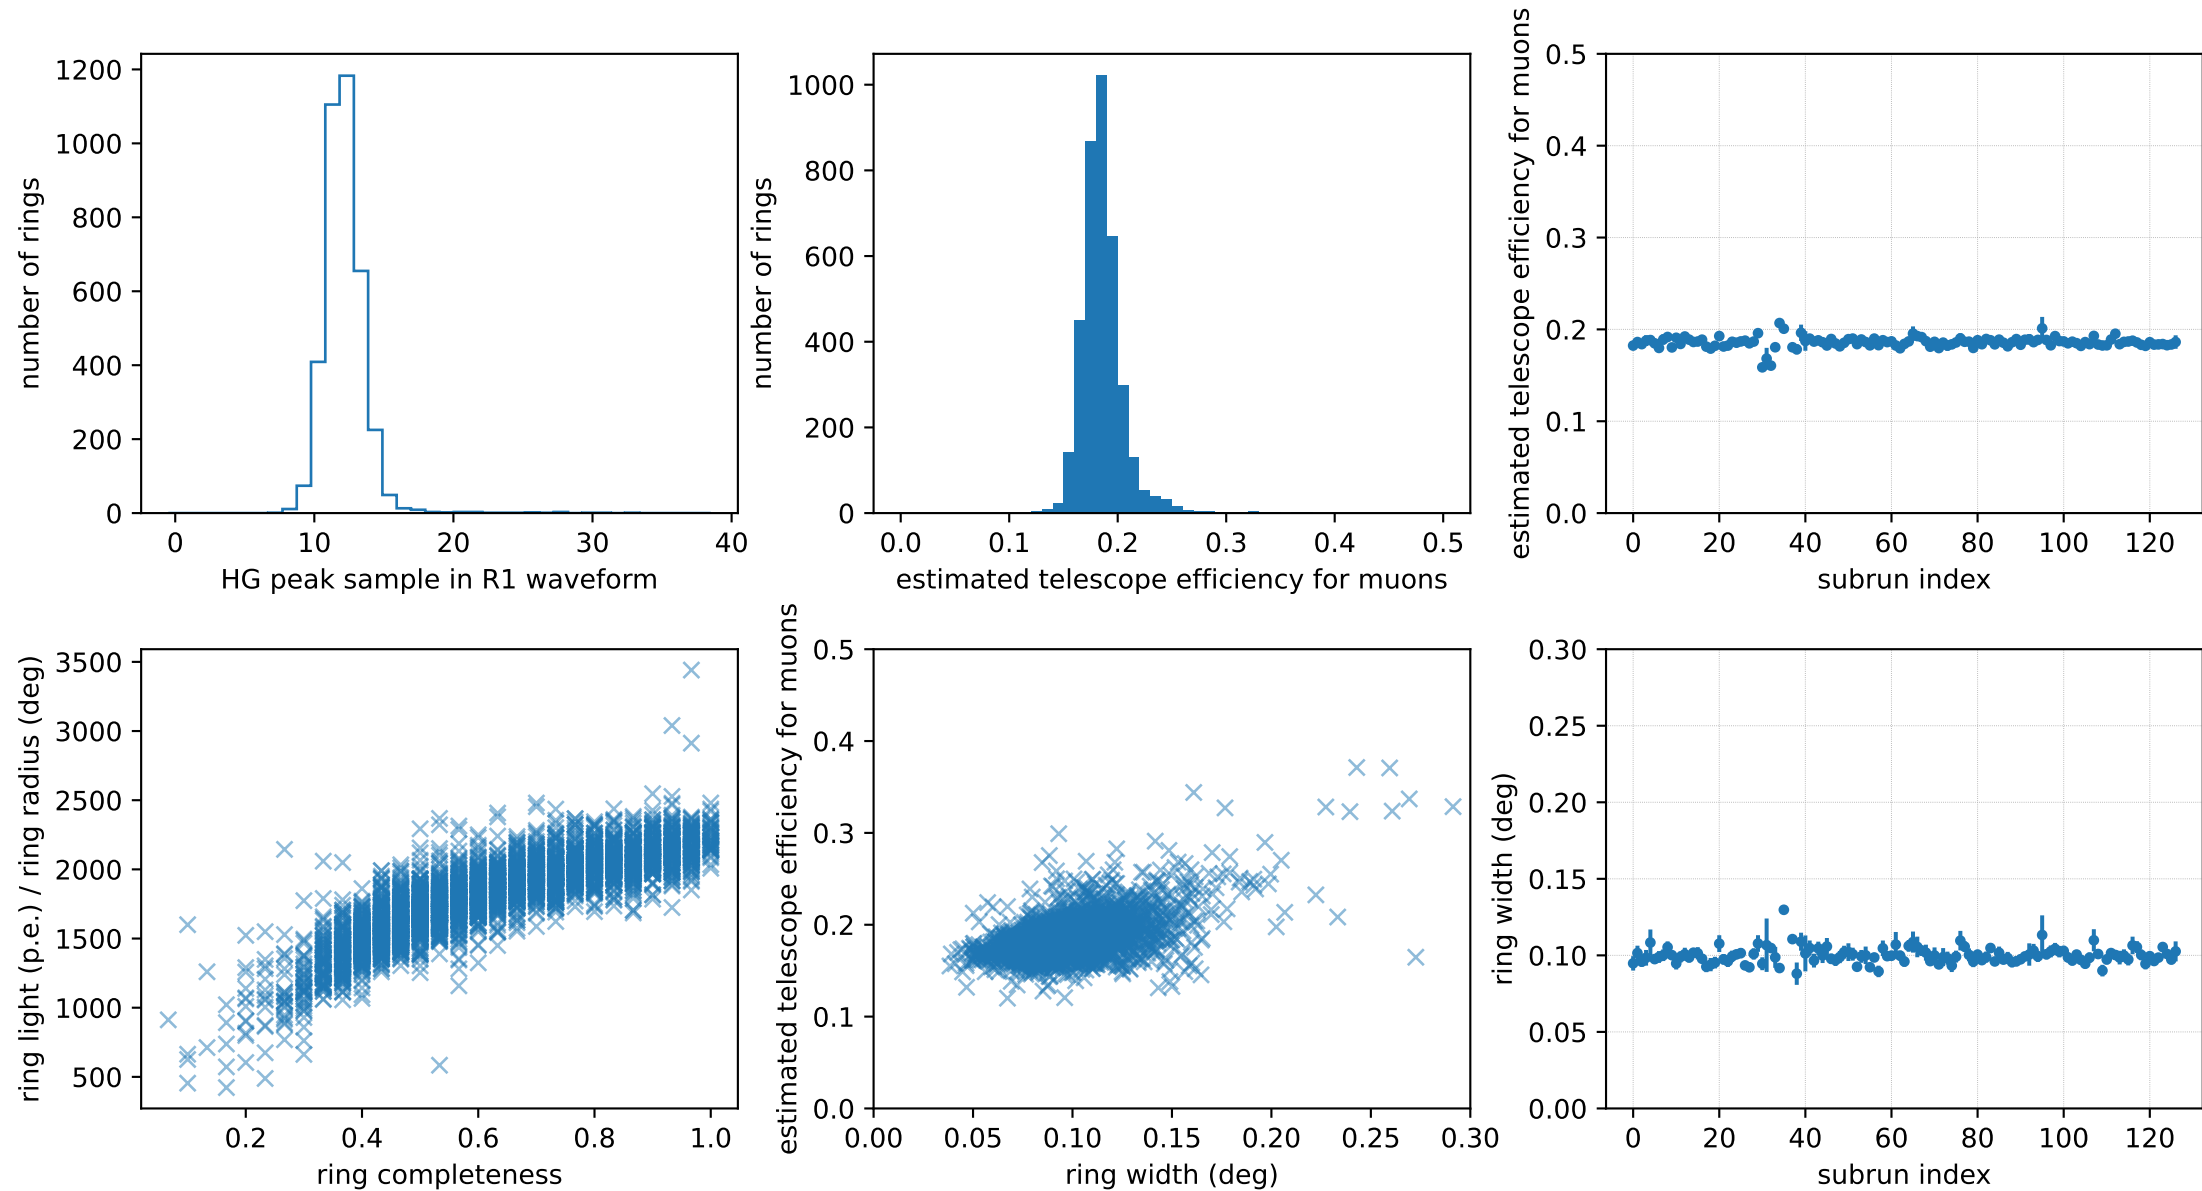 1200
1000
800
600
400
200
0
number of rings
0 10 20 30 40
HG peak sample in R1 waveform
1000
800
600
400
200
0
number of rings
0.0 0.1 0.2 0.3 0.4 0.5
estimated telescope efficiency for muons
0.5
0.4
0.3
0.2
0.1
0.0
estimated telescope efficiency for muons
0 20 40 60 80 100 120
subrun index
3500
3000
2500
2000
1500
1000
500
ring light (p.e.) / ring radius (deg)
0.2 0.4 0.6 0.8 1.0
ring completeness
0.5
0.4
0.3
0.2
0.1
0.0
estimated telescope efficiency for muons
0.00 0.05 0.10 0.15 0.20 0.25 0.30
ring width (deg)
0.30
0.25
0.20
0.15
0.10
0.05
0.00
ring width (deg)
0 20 40 60 80 100 120
subrun index